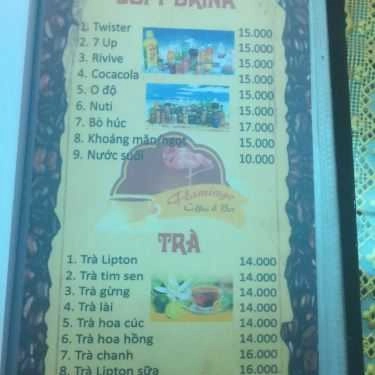 SOFT DRINK
1. Twister 15.000
2. 7 Up 15.000
3. Rivive 15.000
4. Cocacola 15.000
5. O độ 15.000
6. Nuti 15.000
7. Bò húc 17.000
8. Khoáng mặn/ngọt 15.000
9. Nước suối 10.000
Flamingo
Coffee & Bar
TRÀ
1. Trà Lipton 14.000
2. Trà tim sen 14.000
3. Trà gừng 14.000
4. Trà lài 14.000
5. Trà hoa cúc 14.000
6. Trà hoa hồng 14.000
7. Trà chanh 16.000
8. Trà Lipton sữa 16.000